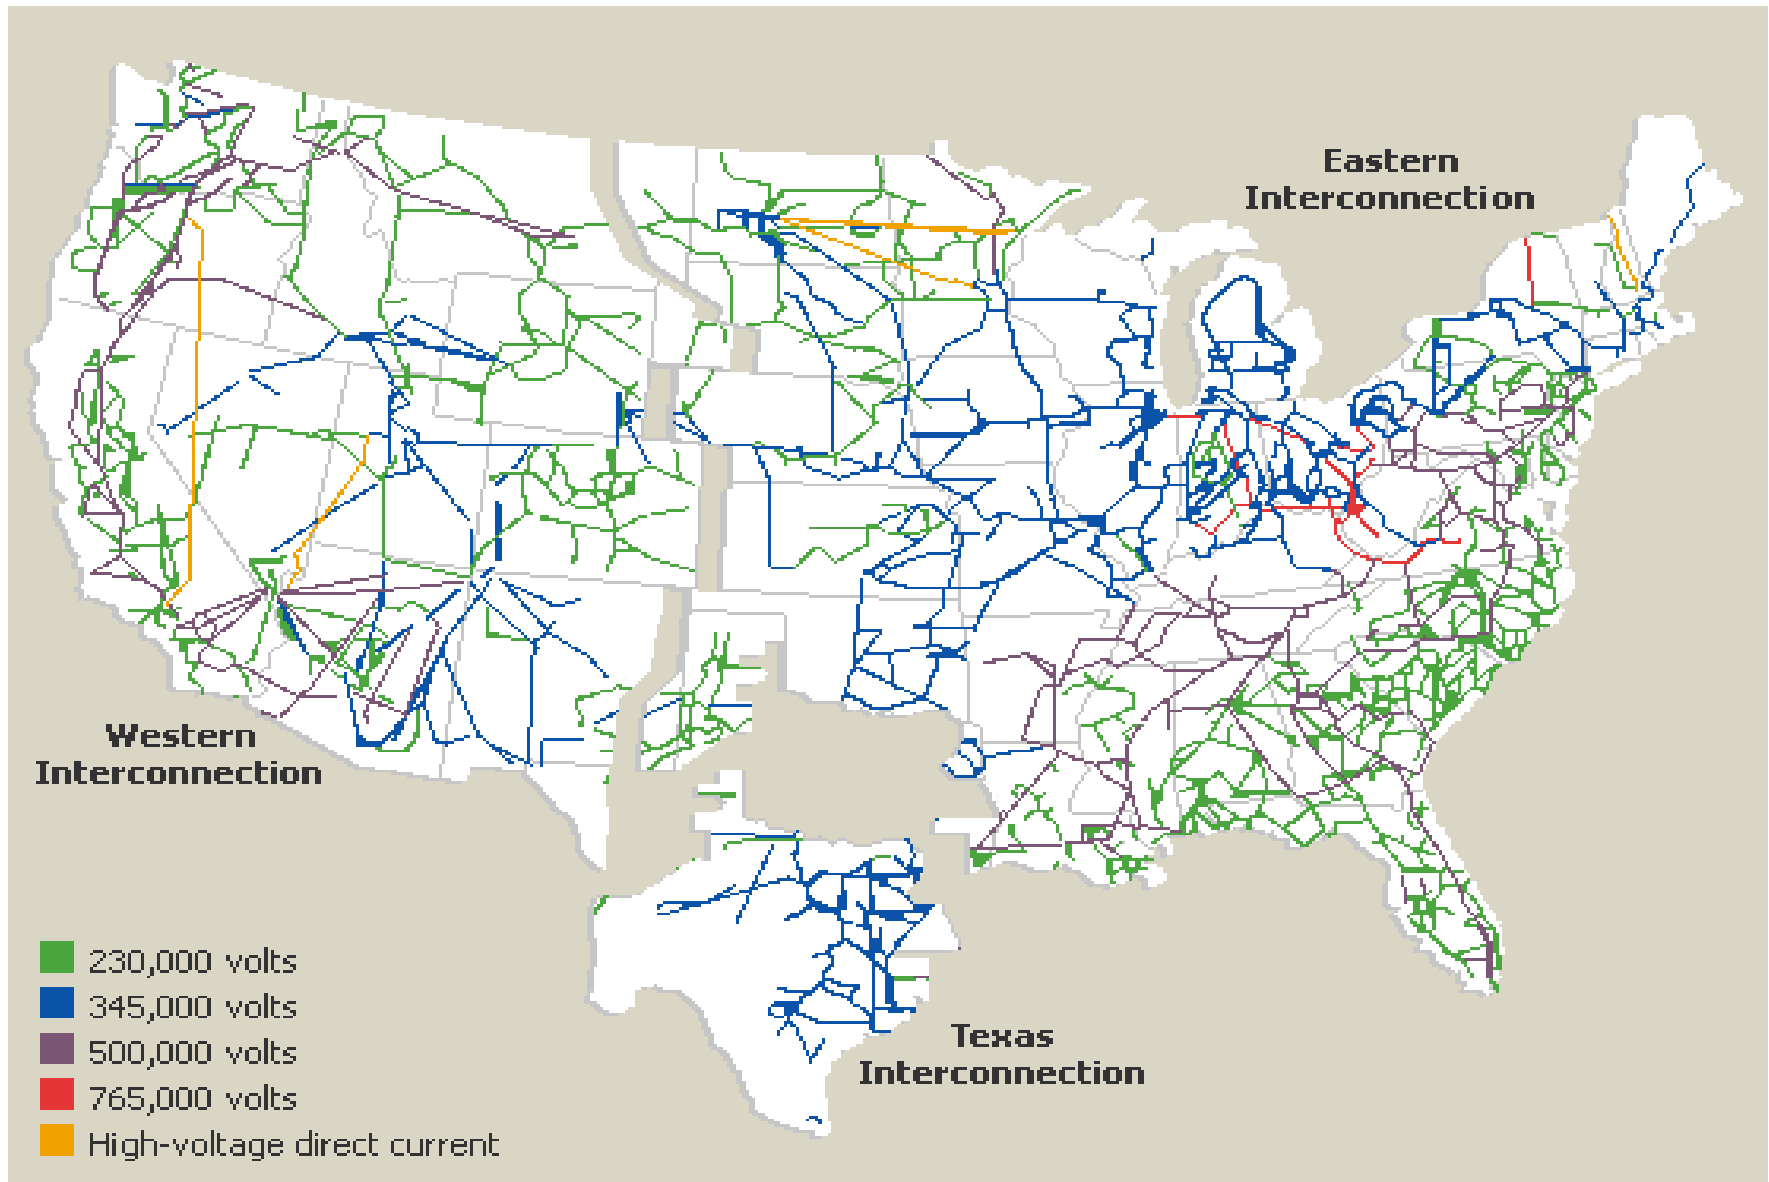 Eastern
Interconnection
Western
Interconnection
Texas
Interconnection
230,000 volts
345,000 volts
500,000 volts
765,000 volts
High-voltage direct current